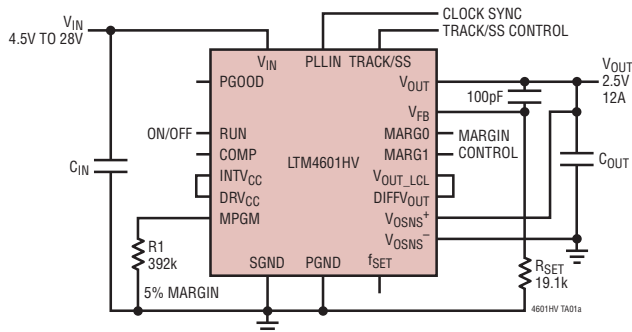 CLOCK SYNC
TRACK/SS CONTROL
VIN
4.5V TO 28V
VIN
PLLIN
TRACK/SS
PGOOD
VOUT
VOUT
2.5V
12A
100pF
VFB
ON/OFF
RUN
MARG0
MARGIN
CONTROL
COMP
LTM4601HV
MARG1
CIN
INTVCC
VOUT_LCL
COUT
DRVCC
DIFFVOUT
MPGM
VOSNS+
VOSNS–
R1
392k
SGND
PGND
fSET
RSET
19.1k
5% MARGIN
4601HV TA01a